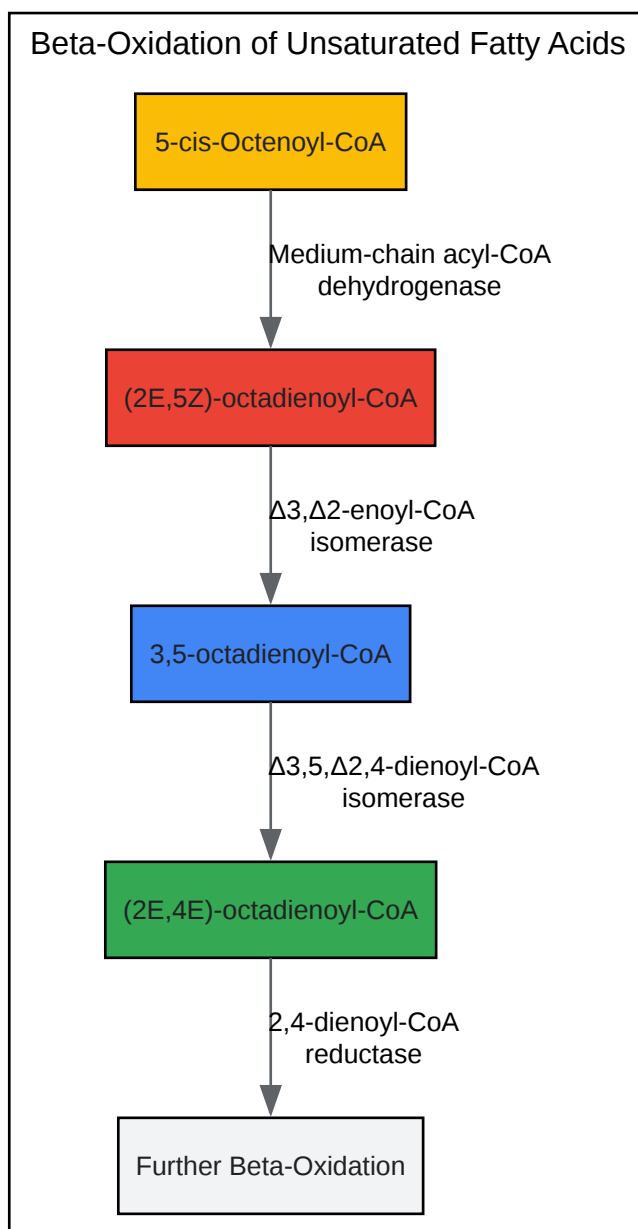 Beta-Oxidation of Unsaturated Fatty Acids
5-cis-Octenoyl-CoA
Medium-chain acyl-CoA
dehydrogenase
(2E,5Z)-octadienoyl-CoA
Δ3,Δ2-enoyl-CoA
isomerase
3,5-octadienoyl-CoA
Δ3,5,Δ2,4-dienoyl-CoA
isomerase
(2E,4E)-octadienoyl-CoA
2,4-dienoyl-CoA
reductase
Further Beta-Oxidation